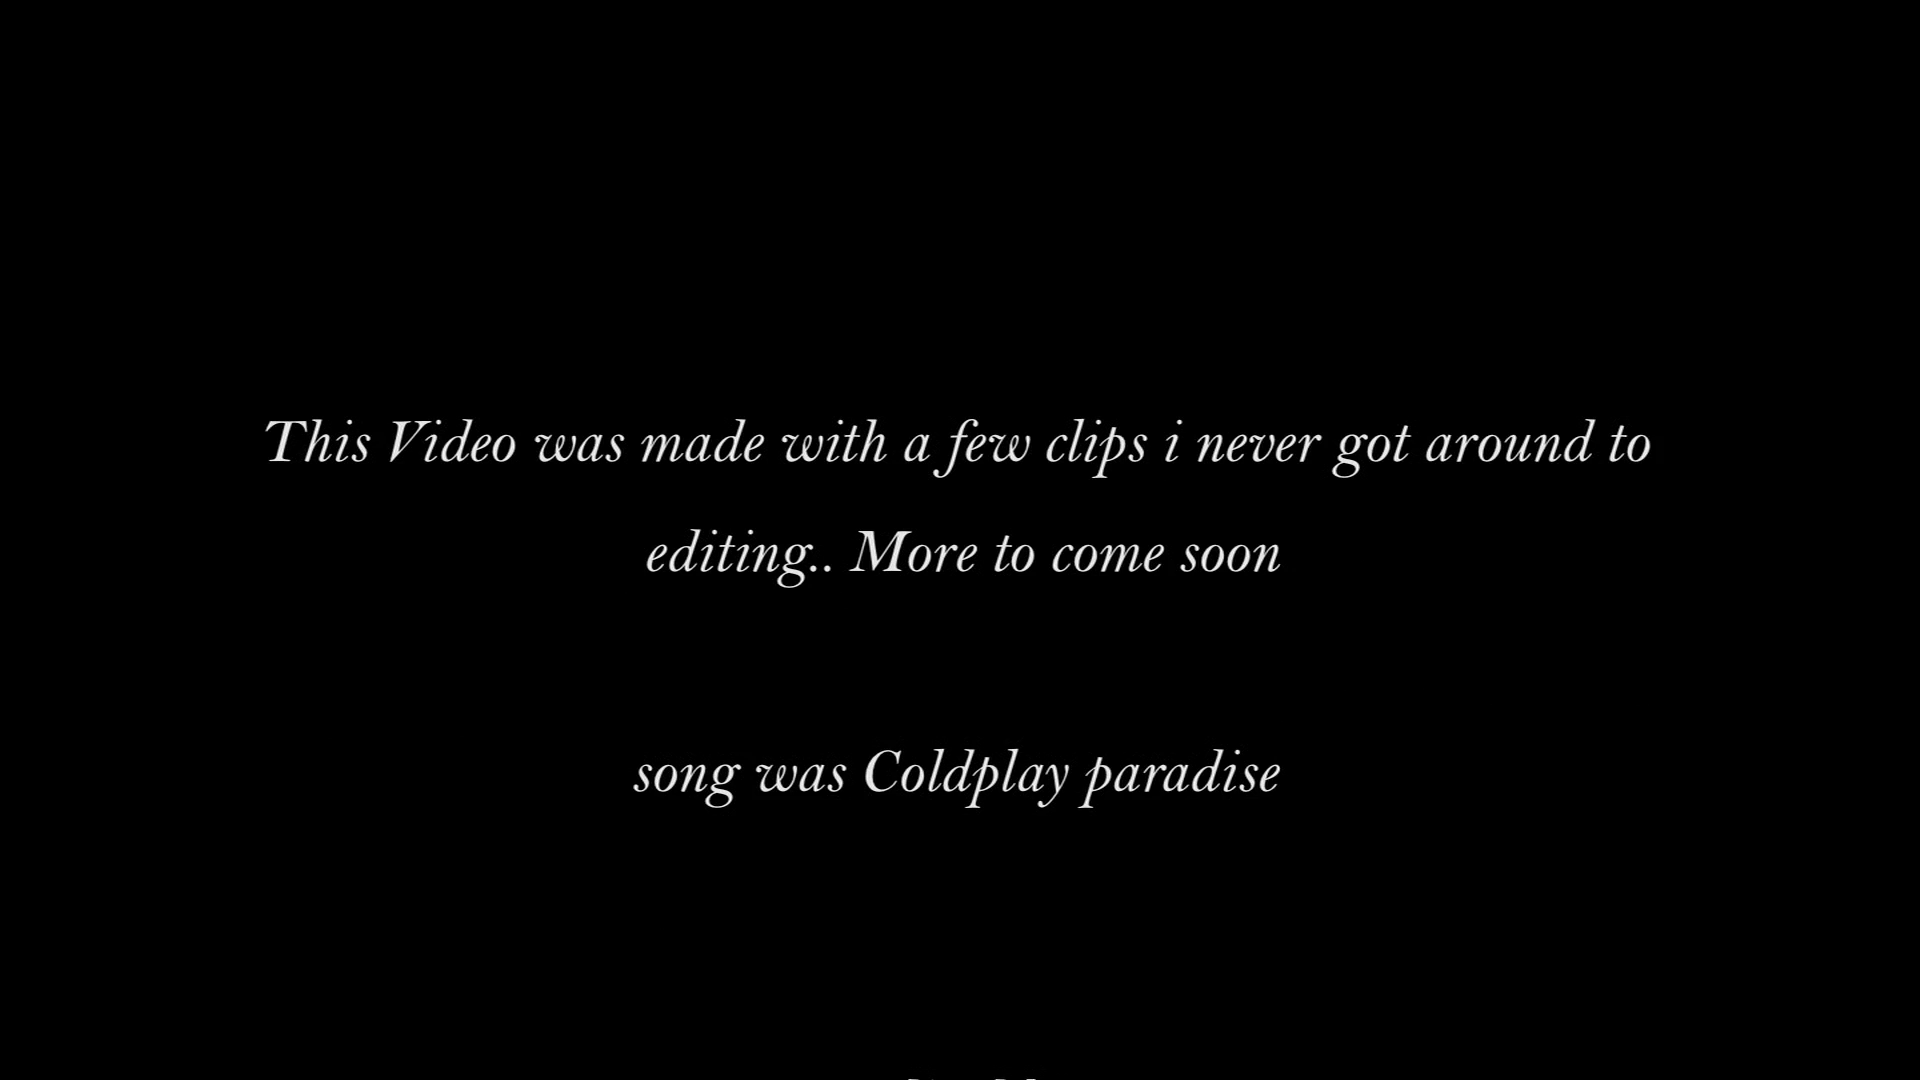 This Video was made with a few clips i never got around to
editing.. More to come soon
song was Coldplay paradise